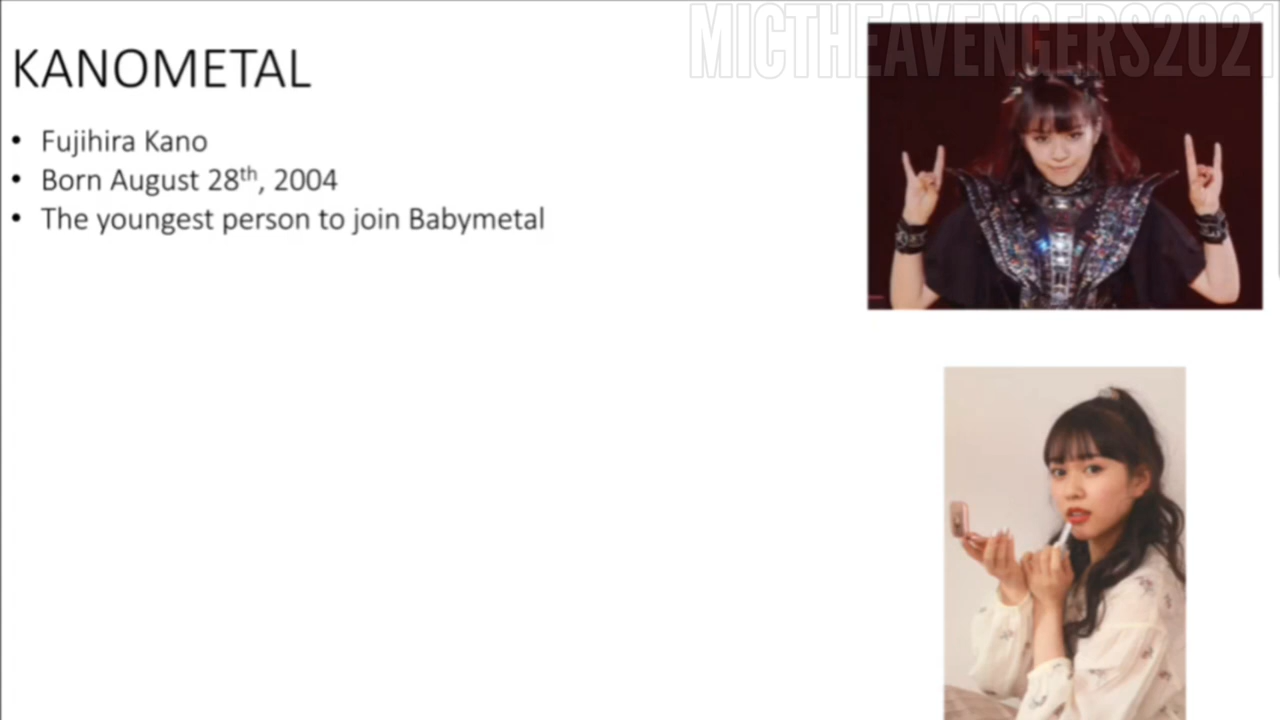 MICTHEAVENGERS2021
KANOMETAL
• Fujihira Kano
• Born August 28th, 2004
• The youngest person to join Babymetal